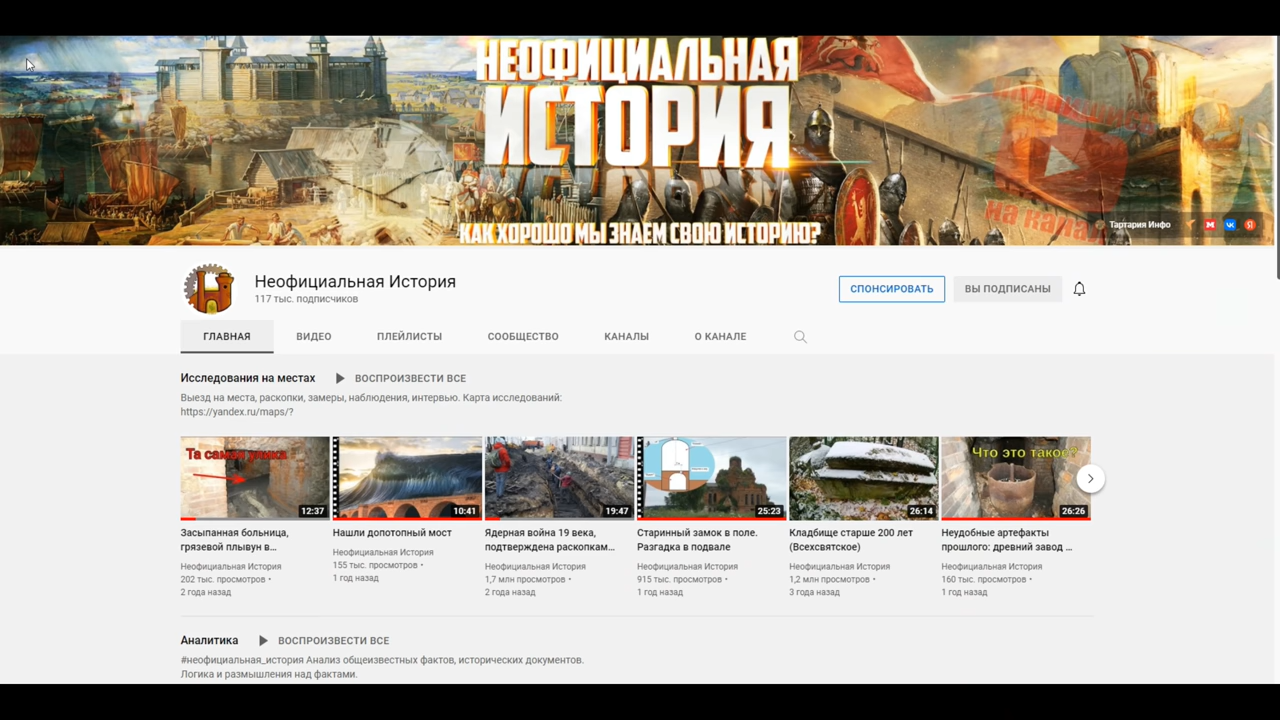 НЕОФИЦИАЛЬНАЯ
ИСТОРИЯ
КАК ХОРОШО МЫ ЗНАЕМ СВОЮ ИСТОРИЮ?
на канал
Тартария Инфо
Неофициальная История
117 тыс. подписчиков
СПОНСИРОВАТЬ
ВЫ ПОДПИСАНЫ
ГЛАВНАЯ ВИДЕО ПЛЕЙЛИСТЫ СООБЩЕСТВО КАНАЛЫ О КАНАЛЕ
Исследования на местах ВОСПРОИЗВЕСТИ ВСЕ
Выезд на места, раскопки, замеры, наблюдения, интервью. Карта исследований:
https://yandex.ru/maps/?
Та самая улика
12:37
Засыпанная больница,
грязевой плывун в...
Неофициальная История
202 тыс. просмотров •
2 года назад
10:41
Нашли допотопный мост
Неофициальная История
155 тыс. просмотров •
1 год назад
19:47
Ядерная война 19 века,
подтверждена раскопкам...
Неофициальная История
1,7 млн просмотров •
2 года назад
25:23
Старинный замок в поле.
Разгадка в подвале
Неофициальная История
915 тыс. просмотров •
1 год назад
26:14
Кладбище старше 200 лет
(Всехсвятское)
Неофициальная История
1,2 млн просмотров •
3 года назад
Что это такое?
26:26
Неудобные артефакты
прошлого: древний завод ...
Неофициальная История
160 тыс. просмотров •
1 год назад
Аналитика ВОСПРОИЗВЕСТИ ВСЕ
#неофициальная_история Анализ общеизвестных фактов, исторических документов.
Логика и размышления над фактами.